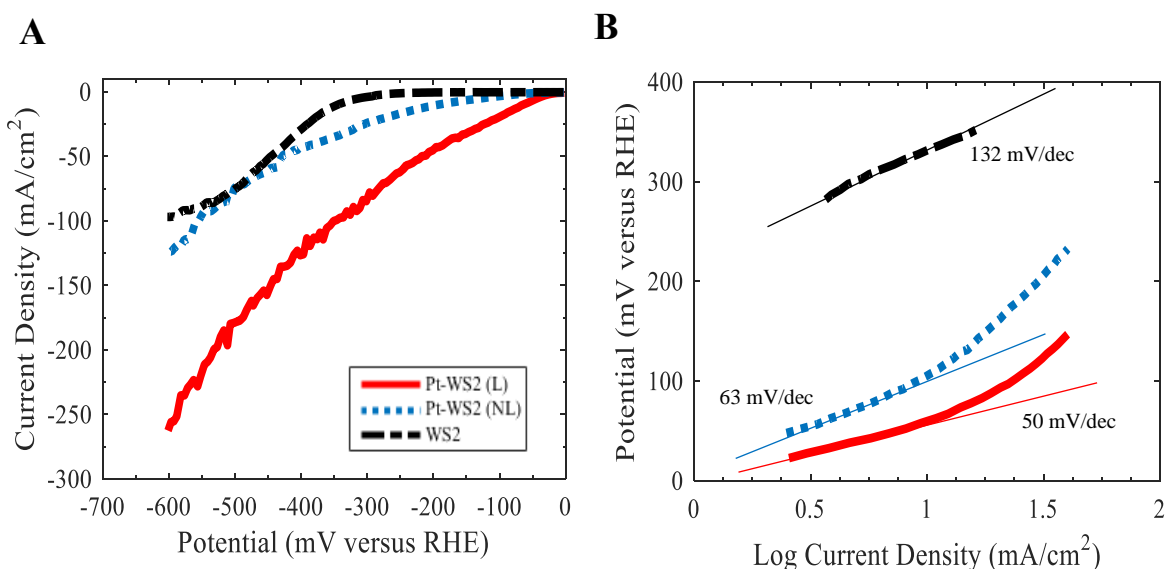 A
0
-50
-100
-150
-200
-250
-300
-700
-600
-500
-400
-300
-200
-100
0
Current Density (mA/cm²)
Potential (mV versus RHE)
Pt-WS2 (L)
Pt-WS2 (NL)
WS2
B
400
300
200
100
0
0
0.5
1
1.5
2
Potential (mV versus RHE)
Log Current Density (mA/cm²)
132 mV/dec
63 mV/dec
50 mV/dec